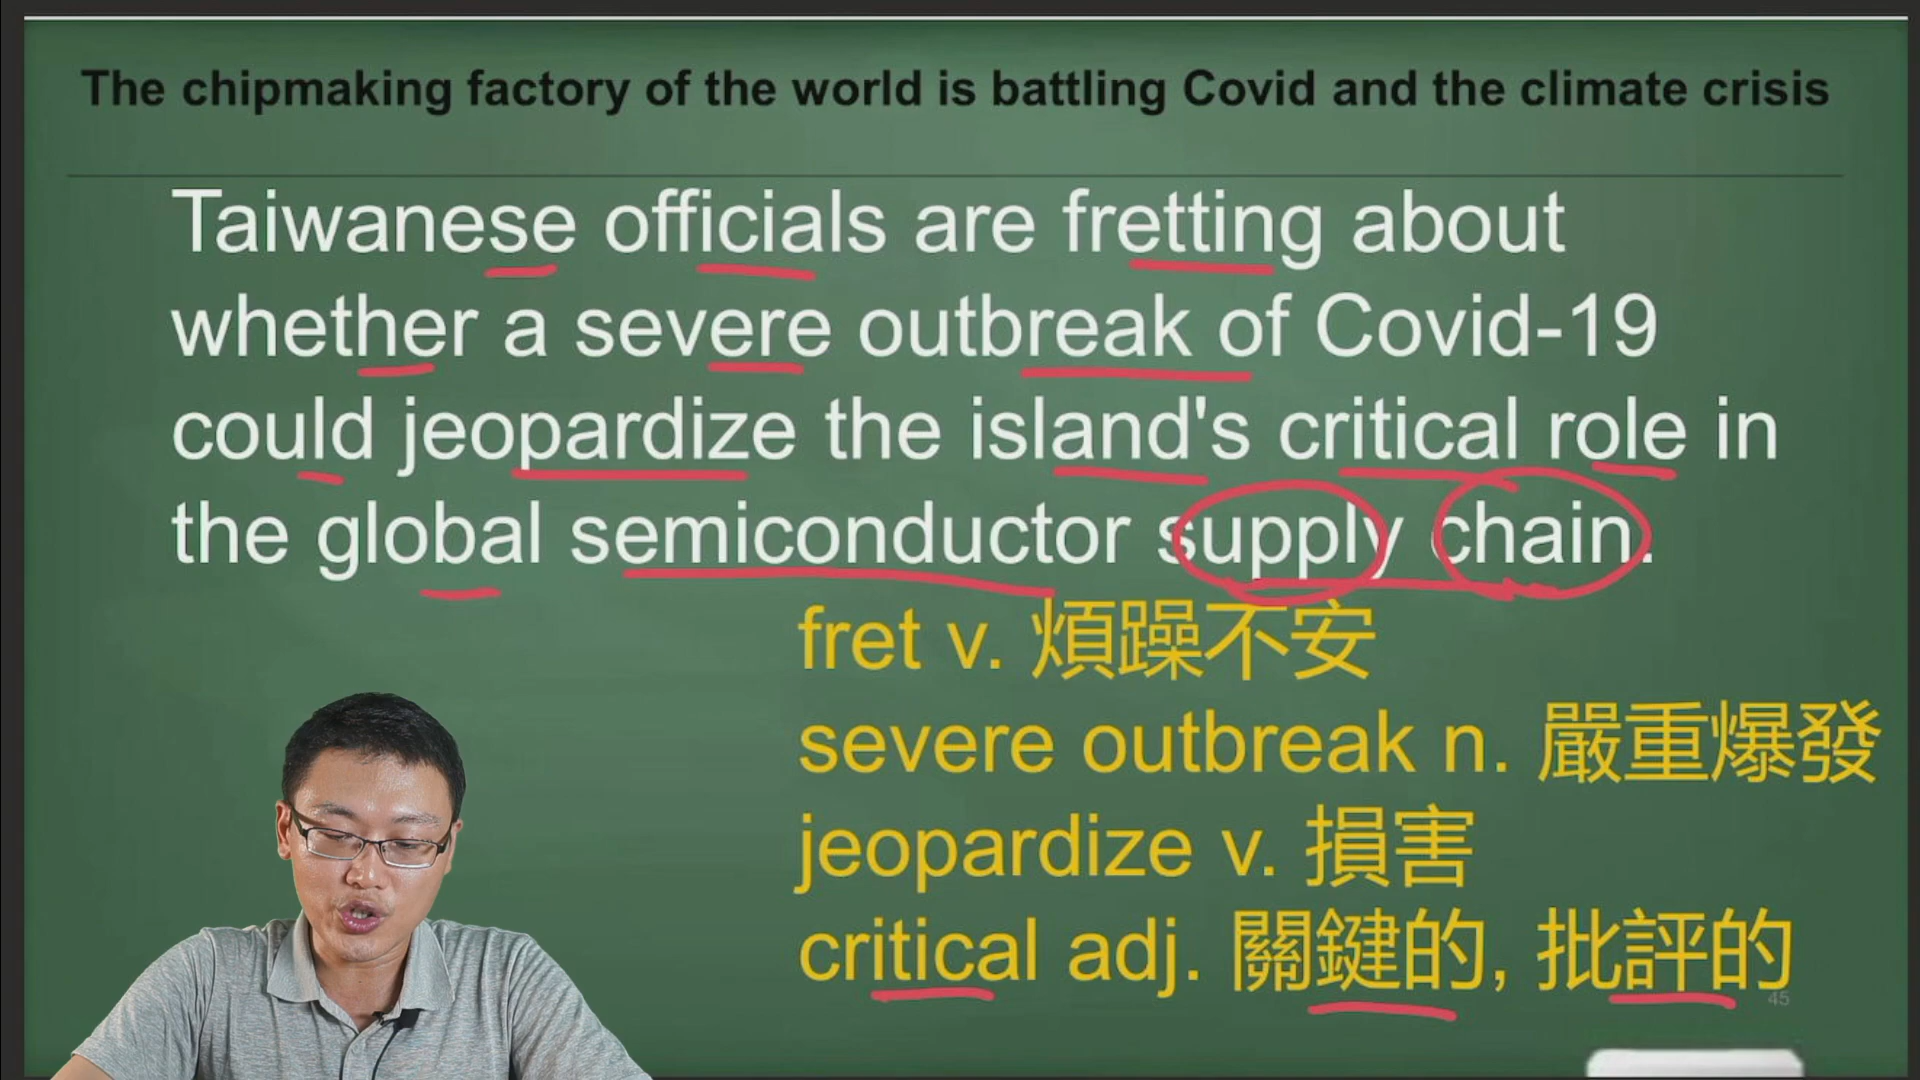 The chipmaking factory of the world is battling Covid and the climate crisis
Taiwanese officials are fretting about
whether a severe outbreak of Covid-19
could jeopardize the island's critical role in
the global semiconductor supply chain.
fret v. 煩躁不安
severe outbreak n. 嚴重爆發
jeopardize v. 損害
critical adj. 關鍵的, 批評的
45